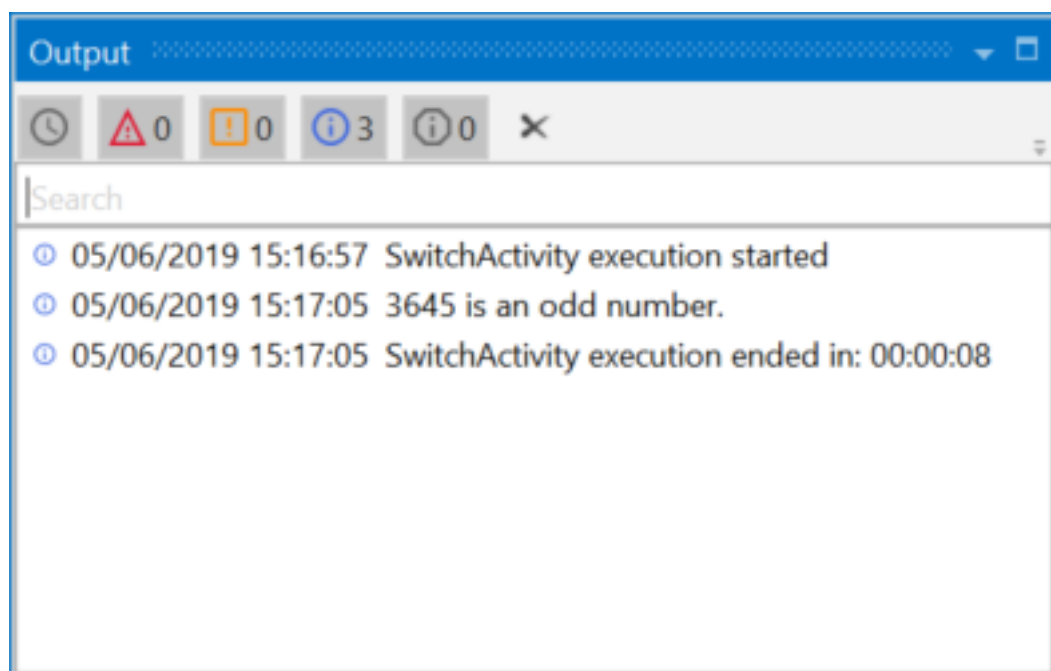 Output
0 0 3 0
Search
05/06/2019 15:16:57 SwitchActivity execution started
05/06/2019 15:17:05 3645 is an odd number.
05/06/2019 15:17:05 SwitchActivity execution ended in: 00:00:08